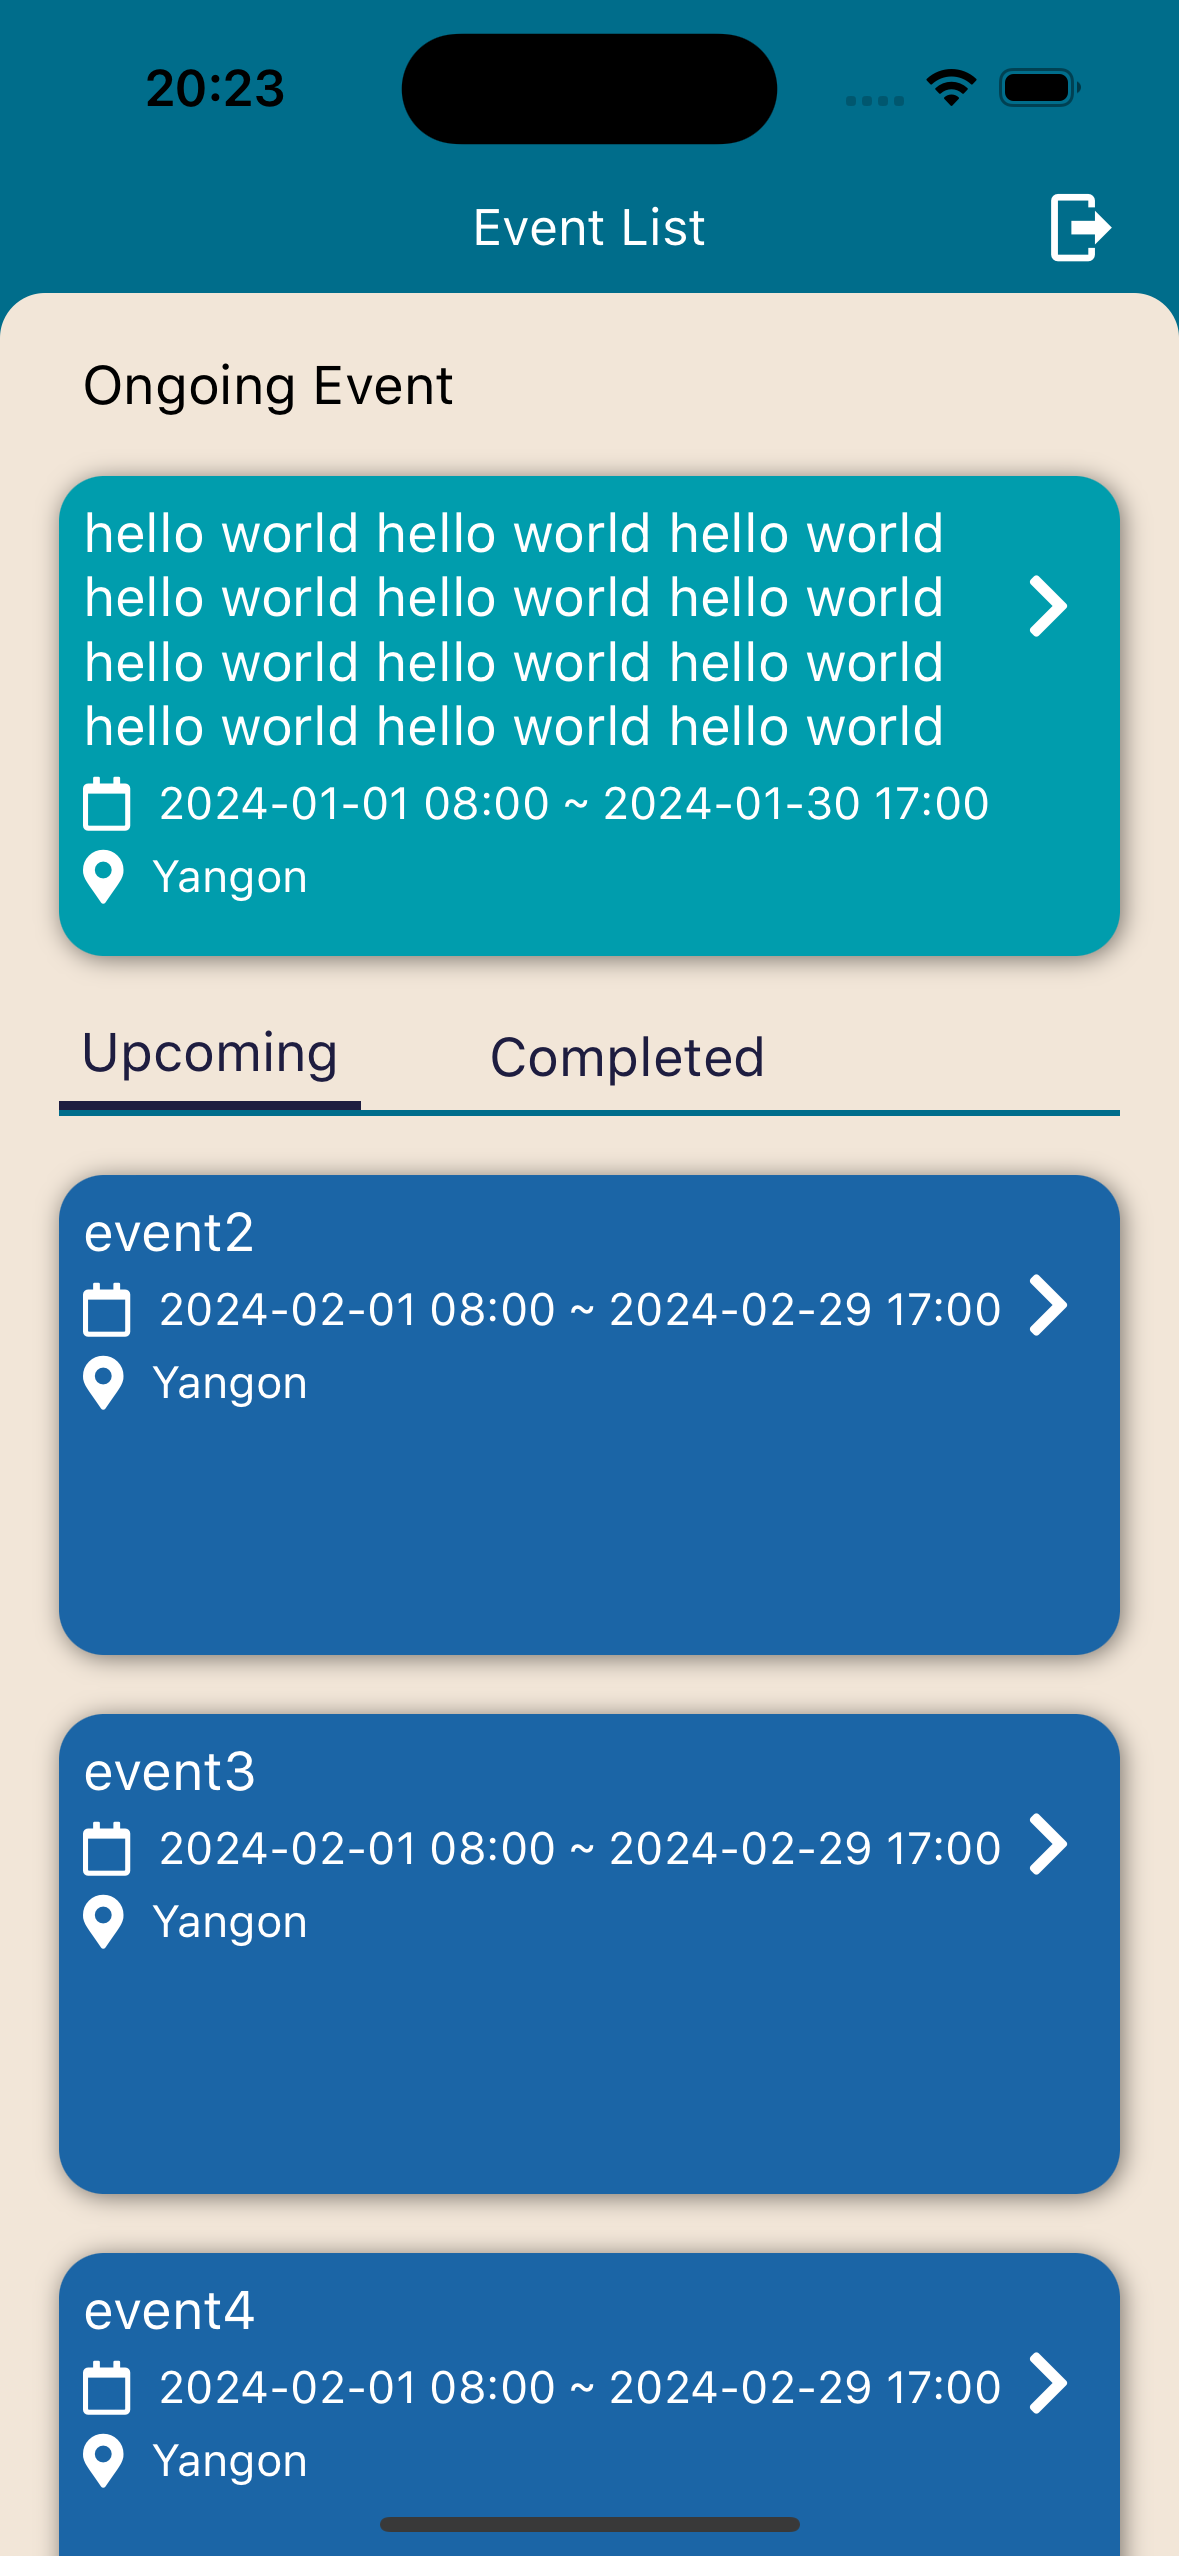 20:23
Event List
Ongoing Event
hello world hello world hello world
hello world hello world hello world
hello world hello world hello world
hello world hello world hello world
2024-01-01 08:00 ~ 2024-01-30 17:00
Yangon
Upcoming
Completed
event2
2024-02-01 08:00 ~ 2024-02-29 17:00
Yangon
event3
2024-02-01 08:00 ~ 2024-02-29 17:00
Yangon
event4
2024-02-01 08:00 ~ 2024-02-29 17:00
Yangon